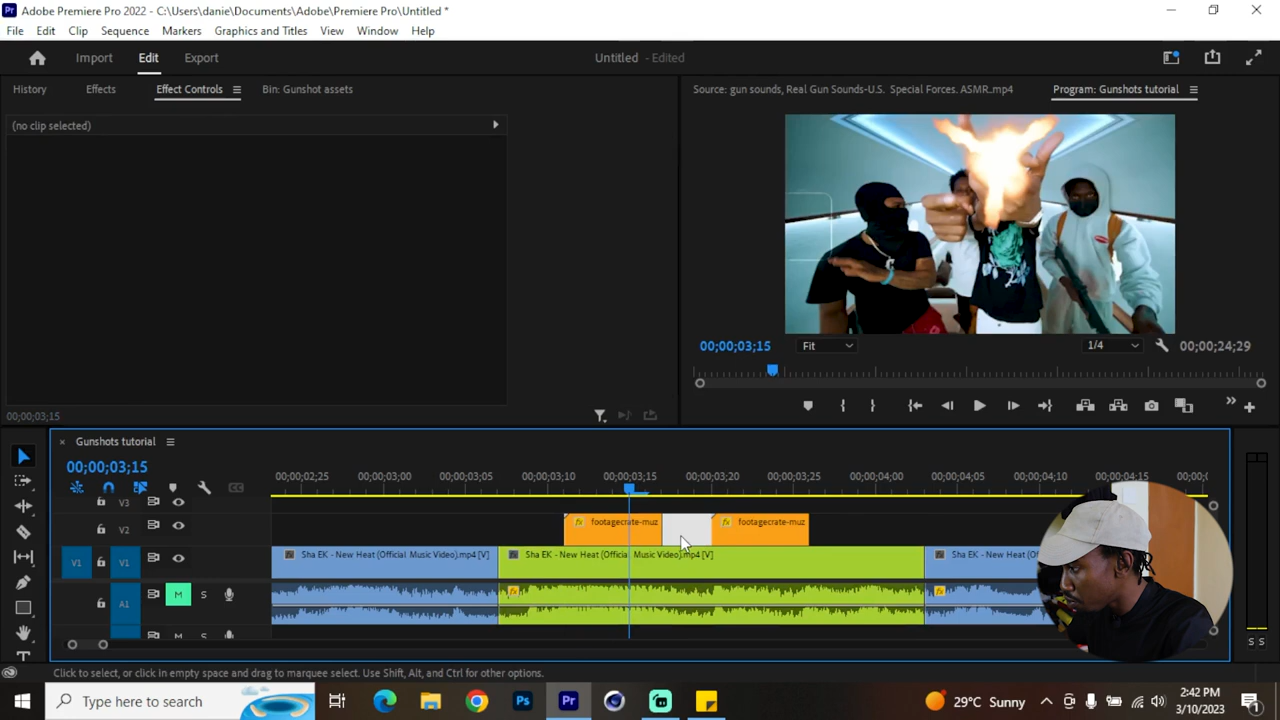 Adobe Premiere Pro 2022 - C:\Users\danie\Documents\Adobe\Premiere Pro\Untitled *
File Edit Clip Sequence Markers Graphics and Titles View Window Help
Import Edit Export Untitled - Edited
History Effects Effect Controls Bin: Gunshot assets Source: gun sounds, Real Gun Sounds-U.S. Special Forces. ASMR..mp4 Program: Gunshots tutorial
(no clip selected)
00;00;03;15 Fit 1/4 00;00;24;29
00;00;03;15
Gunshots tutorial
00;00;03;15
00;00;02;25 00;00;03;00 00;00;03;05 00;00;03;10 00;00;03;15 00;00;03;20 00;00;03;25 00;00;04;00 00;00;04;05 00;00;04;10 00;00;04;15
V3
V2 footagecrate-muz footagecrate-muz
V1 V1 Sha EK - New Heat (Official Music Video).mp4 [V] Sha EK - New Heat (Official Music Video).mp4 [V] Sha EK - New Heat (Official
A1 M S
M S
S S
Click to select, or click in empty space and drag to marquee select. Use Shift, Alt, and Ctrl for other options.
Type here to search 29°C Sunny 2:42 PM
3/10/2023